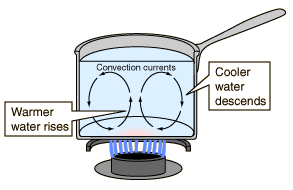 Convection currents
Cooler
water
descends
Warmer
water rises